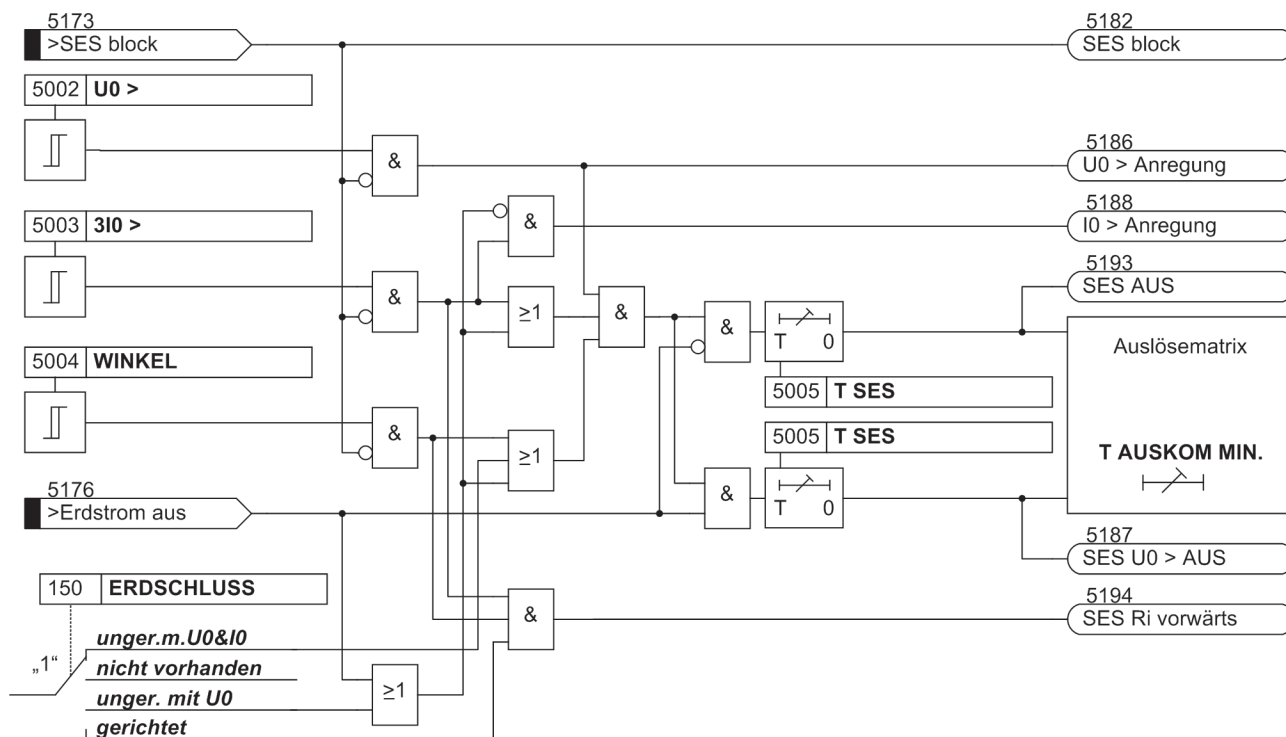 5173
>SES block
5182
SES block
5002 U0 >
&
5186
U0 > Anregung
5188
I0 > Anregung
&
5003 3I0 >
5193
SES AUS
&
≥1
&
&
T 0
Auslösematrix
5004 WINKEL
5005 T SES
5005 T SES
&
≥1
T AUSKOM MIN.
5176
>Erdstrom aus
&
T 0
5187
SES U0 > AUS
150 ERDSCHLUSS
5194
SES Ri vorwärts
&
unger.m.U0&I0
„1“
nicht vorhanden
≥1
unger. mit U0
gerichtet